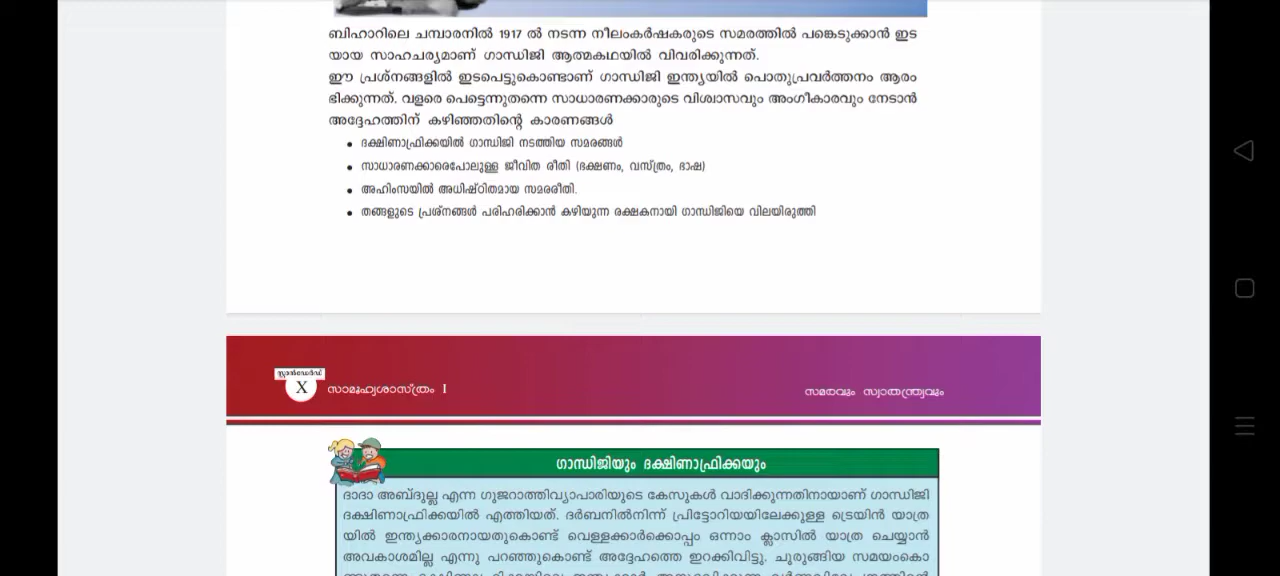 ബിഹാറിലെ ചമ്പാരനിൽ 1917 ൽ നടന്ന നീലംകർഷകരുടെ സമരത്തിൽ പങ്കെടുക്കാൻ ഇട
യായ സാഹചര്യമാണ് ഗാന്ധിജി ആത്മകഥയിൽ വിവരിക്കുന്നത്.
ഈ പ്രശ്നങ്ങളിൽ ഇടപെട്ടുകൊണ്ടാണ് ഗാന്ധിജി ഇന്ത്യയിൽ പൊതുപ്രവർത്തനം ആരം
ഭിക്കുന്നത്. വളരെ പെട്ടെന്നുതന്നെ സാധാരണക്കാരുടെ വിശ്വാസവും അംഗീകാരവും നേടാൻ
അദ്ദേഹത്തിന് കഴിഞ്ഞതിന്റെ കാരണങ്ങൾ
• ദക്ഷിണാഫ്രിക്കയിൽ ഗാന്ധിജി നടത്തിയ സമരങ്ങൾ
• സാധാരണക്കാരെപോലുള്ള ജീവിത രീതി (ഭക്ഷണം, വസ്ത്രം, ഭാഷ)
• അഹിംസയിൽ അധിഷ്ഠിതമായ സമരരീതി.
• തങ്ങളുടെ പ്രശ്നങ്ങൾ പരിഹരിക്കാൻ കഴിയുന്ന രക്ഷകനായി ഗാന്ധിജിയെ വിലയിരുത്തി
സ്റ്റാൻഡേർഡ്
X സാമൂഹ്യശാസ്ത്രം I
സമരവും സ്വാതന്ത്ര്യവും
ഗാന്ധിജിയും ദക്ഷിണാഫ്രിക്കയും
ദാദാ അബ്ദുല്ല എന്ന ഗുജറാത്തിവ്യാപാരിയുടെ കേസുകൾ വാദിക്കുന്നതിനായാണ് ഗാന്ധിജി
ദക്ഷിണാഫ്രിക്കയിൽ എത്തിയത്. ദർബനിൽനിന്ന് പ്രിട്ടോറിയയിലേക്കുള്ള ട്രെയിൻ യാത്ര
യിൽ ഇന്ത്യക്കാരനായതുകൊണ്ട് വെള്ളക്കാർക്കൊപ്പം ഒന്നാം ക്ലാസിൽ യാത്ര ചെയ്യാൻ
അവകാശമില്ല എന്നു പറഞ്ഞുകൊണ്ട് അദ്ദേഹത്തെ ഇറക്കിവിട്ടു. ചുരുങ്ങിയ സമയംകൊ